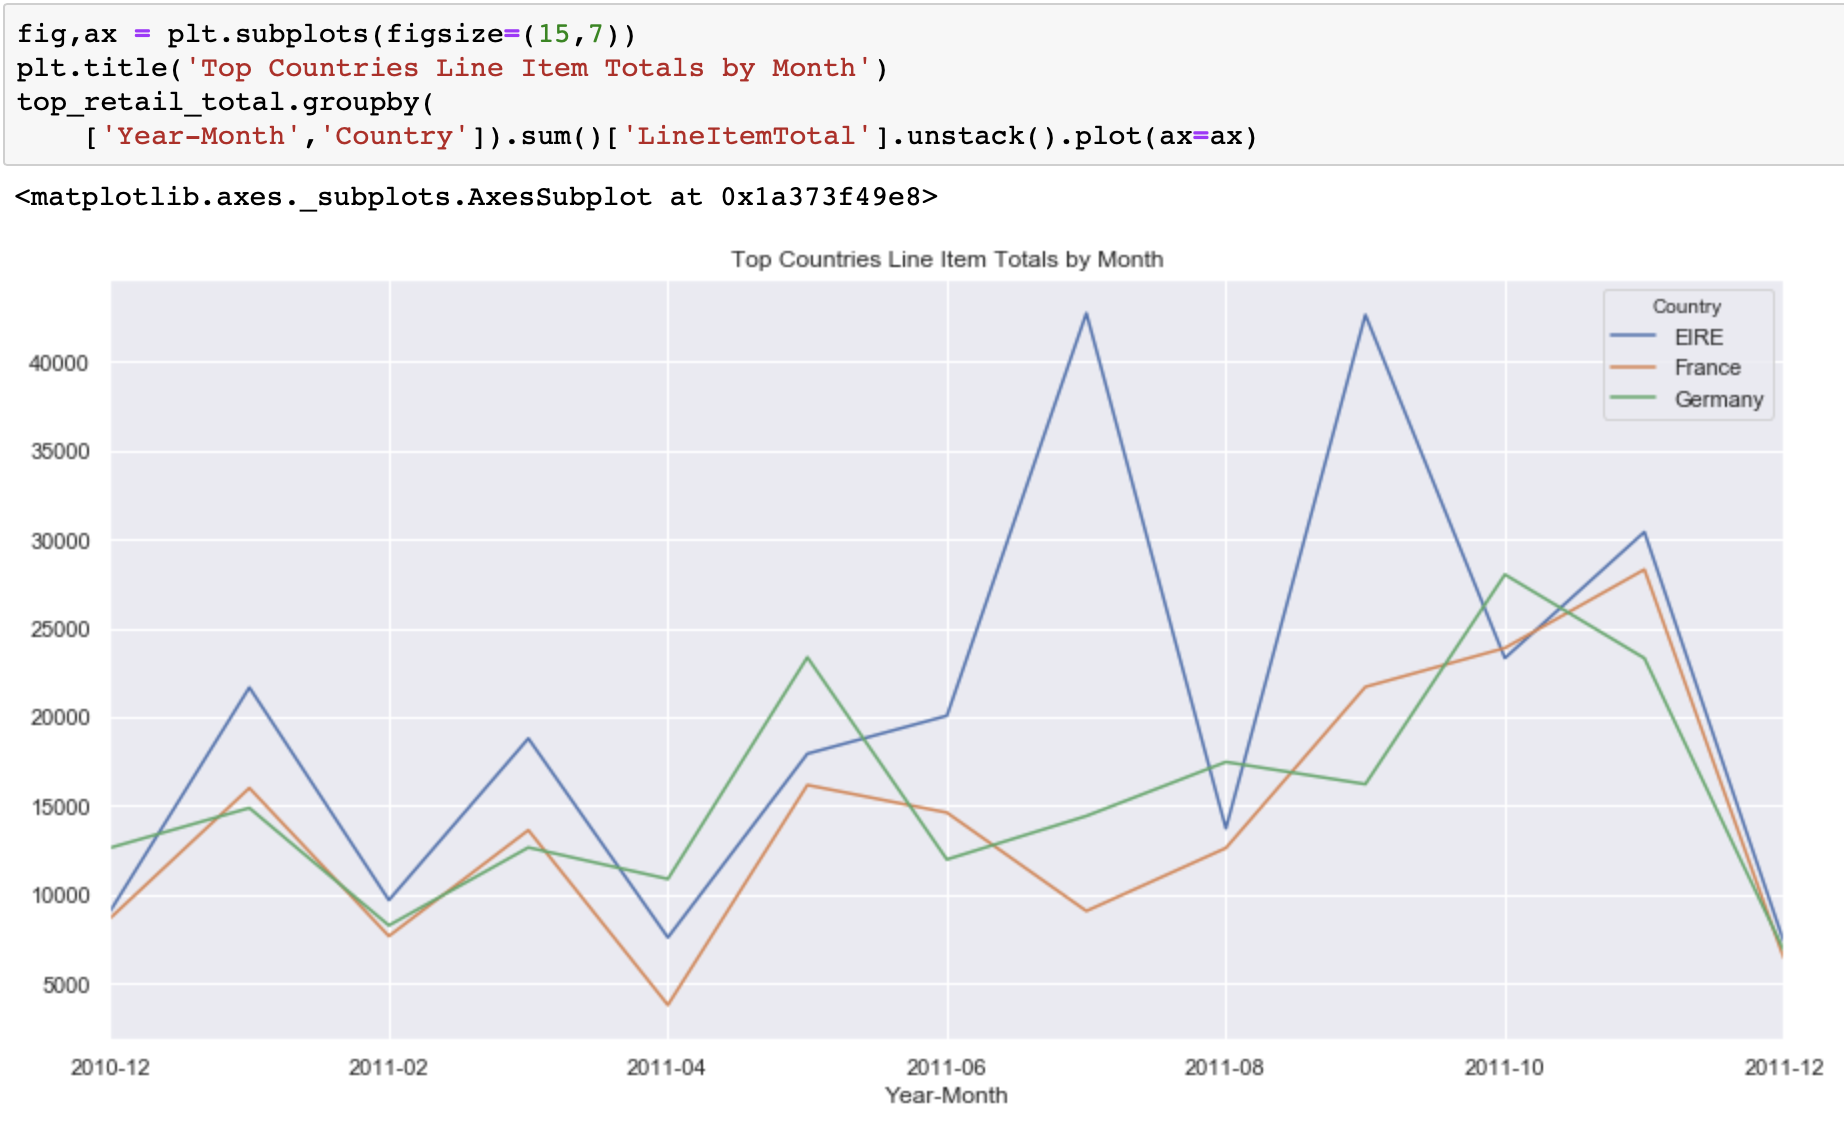 fig,ax = plt.subplots(figsize=(15,7))
plt.title('Top Countries Line Item Totals by Month')
top_retail_total.groupby(
    ['Year-Month','Country']).sum()['LineItemTotal'].unstack().plot(ax=ax)
<matplotlib.axes._subplots.AxesSubplot at 0x1a373f49e8>
Top Countries Line Item Totals by Month
Country
EIRE
France
Germany
40000
35000
30000
25000
20000
15000
10000
5000
2010-12 2011-02 2011-04 2011-06 2011-08 2011-10 2011-12
Year-Month